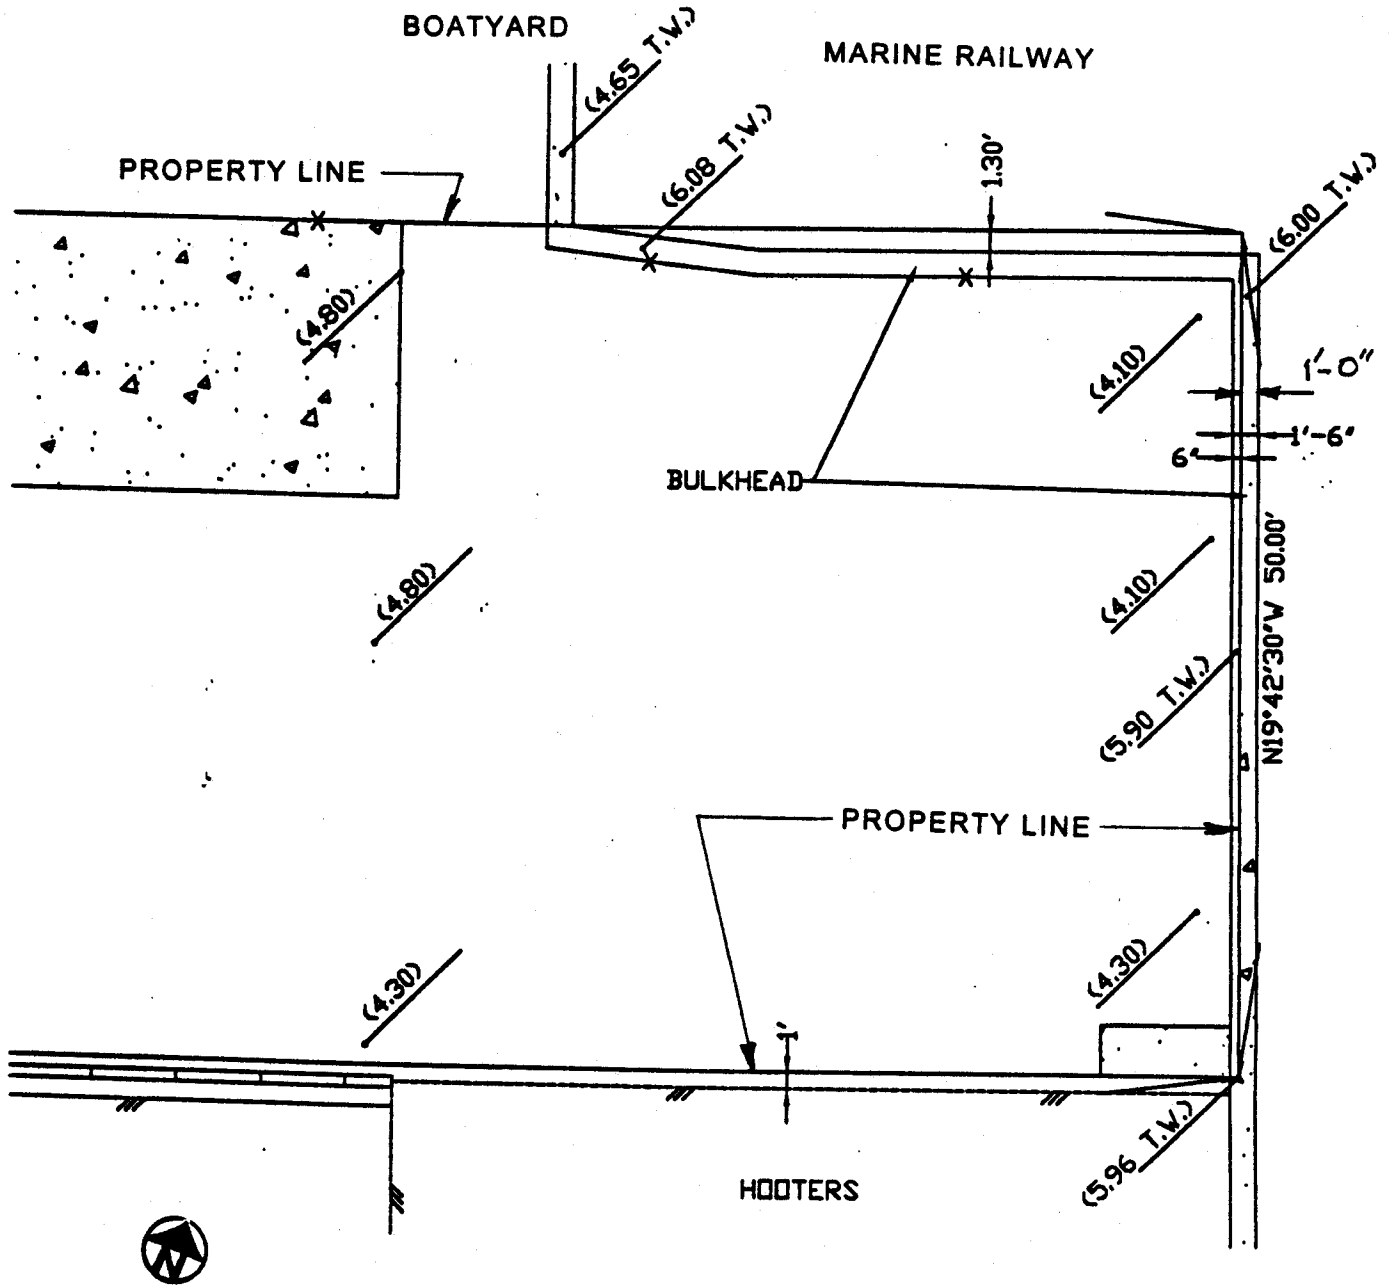 BOATYARD
MARINE RAILWAY
(4.65 T.W.)
(6.08 T.W.)
1.30'
PROPERTY LINE
(6.00 T.W.)
(4.80)
(4.10)
1'-0"
1'-6"
6"
BULKHEAD
N19°42'30"W 50.00'
(4.80)
(4.10)
(5.90 T.W.)
PROPERTY LINE
(4.30)
(4.30)
1'
(5.96 T.W.)
HOOTERS
N